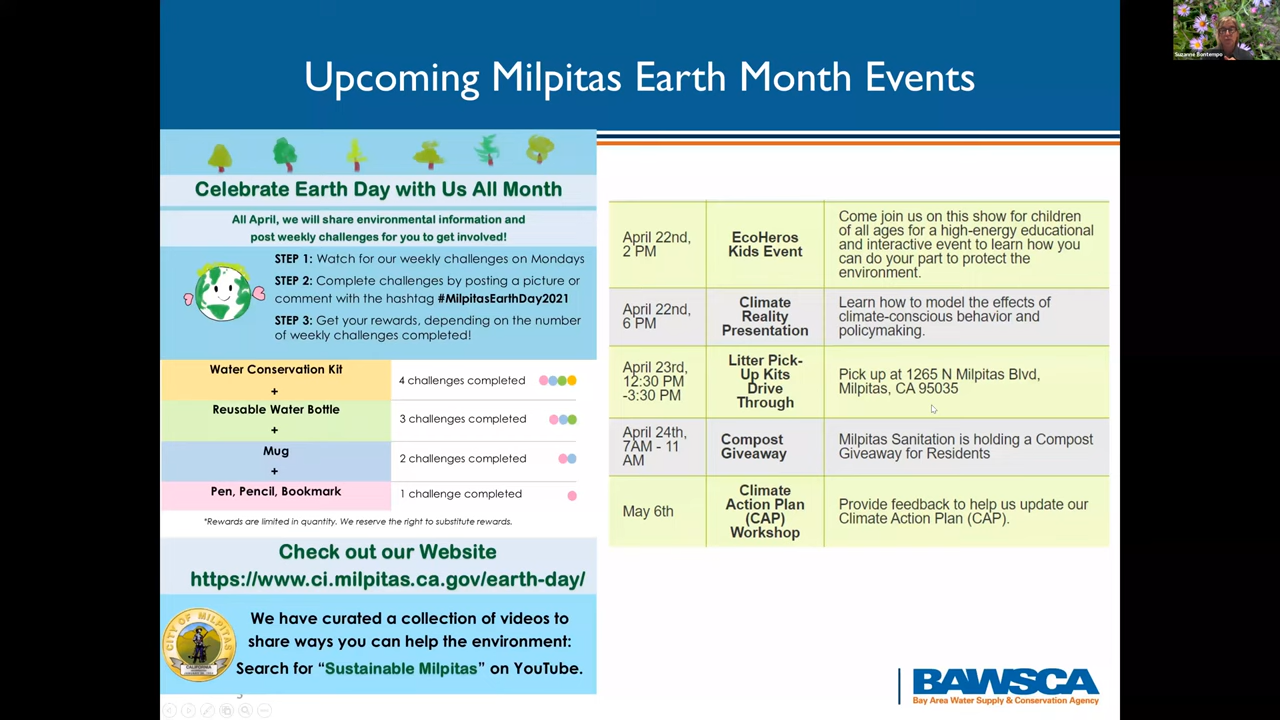 Upcoming Milpitas Earth Month Events
Suzanne Bontempo
Celebrate Earth Day with Us All Month
All April, we will share environmental information and
post weekly challenges for you to get involved!
STEP 1: Watch for our weekly challenges on Mondays
STEP 2: Complete challenges by posting a picture or
comment with the hashtag #MilpitasEarthDay2021
STEP 3: Get your rewards, depending on the number
of weekly challenges completed!
Water Conservation Kit
+
4 challenges completed
Reusable Water Bottle
+
3 challenges completed
Mug
+
2 challenges completed
Pen, Pencil, Bookmark
1 challenge completed
*Rewards are limited in quantity. We reserve the right to substitute rewards.
Check out our Website
https://www.ci.milpitas.ca.gov/earth-day/
We have curated a collection of videos to
share ways you can help the environment:
Search for “Sustainable Milpitas” on YouTube.
CITY OF MILPITAS
CALIFORNIA
April 22nd,
2 PM
EcoHeros
Kids Event
Come join us on this show for children
of all ages for a high-energy educational
and interactive event to learn how you
can do your part to protect the
environment.
April 22nd,
6 PM
Climate
Reality
Presentation
Learn how to model the effects of
climate-conscious behavior and
policymaking.
April 23rd,
12:30 PM
-3:30 PM
Litter Pick-
Up Kits
Drive
Through
Pick up at 1265 N Milpitas Blvd,
Milpitas, CA 95035
April 24th,
7AM - 11
AM
Compost
Giveaway
Milpitas Sanitation is holding a Compost
Giveaway for Residents
May 6th
Climate
Action Plan
(CAP)
Workshop
Provide feedback to help us update our
Climate Action Plan (CAP).
BAWSCA
Bay Area Water Supply & Conservation Agency